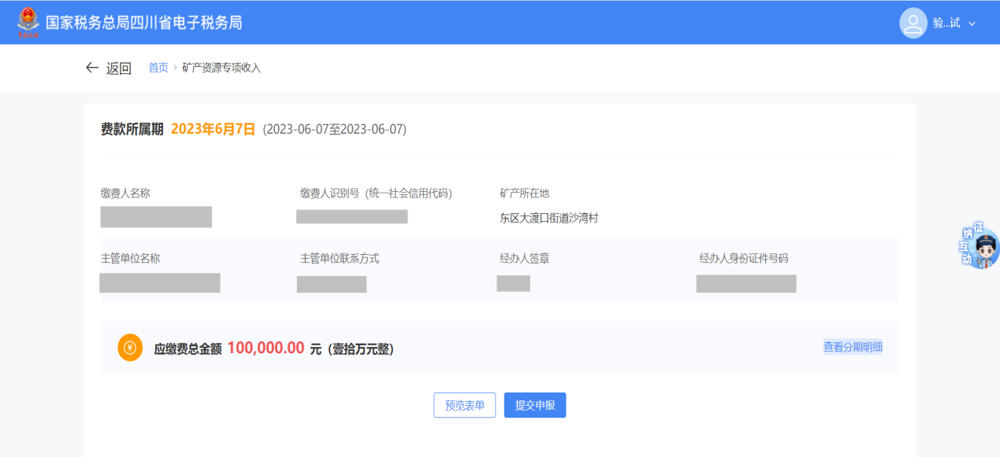 国家税务总局四川省电子税务局
验...试
返回 首页 > 矿产资源专项收入
费款所属期 2023年6月7日 (2023-06-07至2023-06-07)
缴费人名称 缴费人识别号（统一社会信用代码） 矿产所在地
东区大渡口街道沙湾村
主管单位名称 主管单位联系方式 经办人签章 经办人身份证件号码
应缴费总金额 100,000.00 元（壹拾万元整） 查看分期明细
预览表单 提交申报
征纳互动